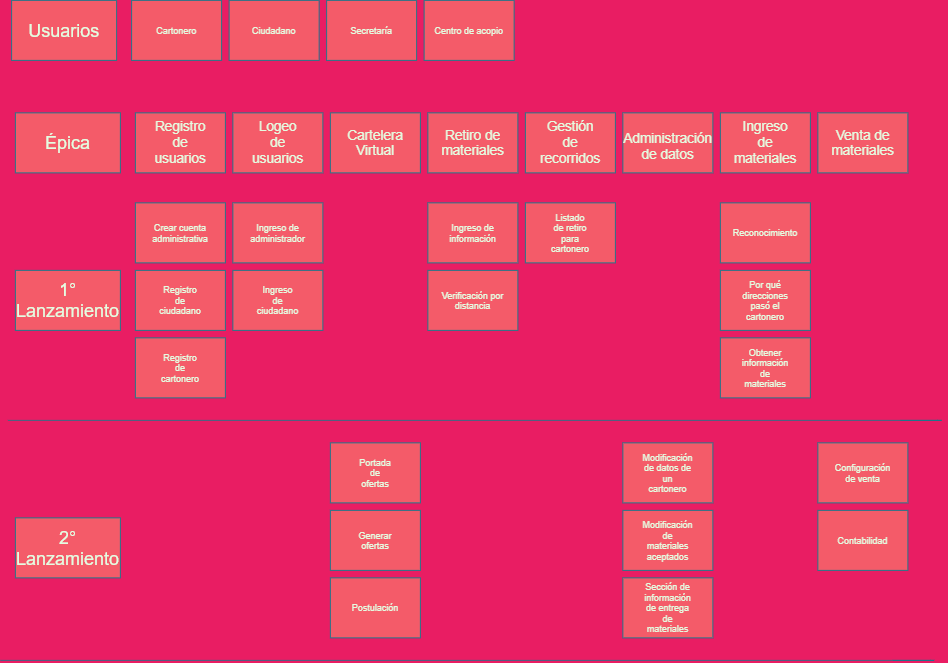 Usuarios
Cartonero
Ciudadano
Secretaría
Centro de acopio
Épica
Registro
de
usuarios
Logeo
de
usuarios
Cartelera
Virtual
Retiro de
materiales
Gestión
de
recorridos
Administración
de datos
Ingreso
de
materiales
Venta de
materiales
1°
Lanzamiento
Crear cuenta
administrativa
Registro
de
ciudadano
Registro
de
cartonero
Ingreso de
administrador
Ingreso
de
ciudadano
Ingreso de
información
Verificación por
distancia
Listado
de retiro
para
cartonero
Reconocimiento
Por qué
direcciones
pasó el
cartonero
Obtener
información
de
materiales
2°
Lanzamiento
Portada
de
ofertas
Generar
ofertas
Postulación
Modificación
de datos de
un
cartonero
Modificación
de
materiales
aceptados
Sección de
información
de entrega
de
materiales
Configuración
de venta
Contabilidad